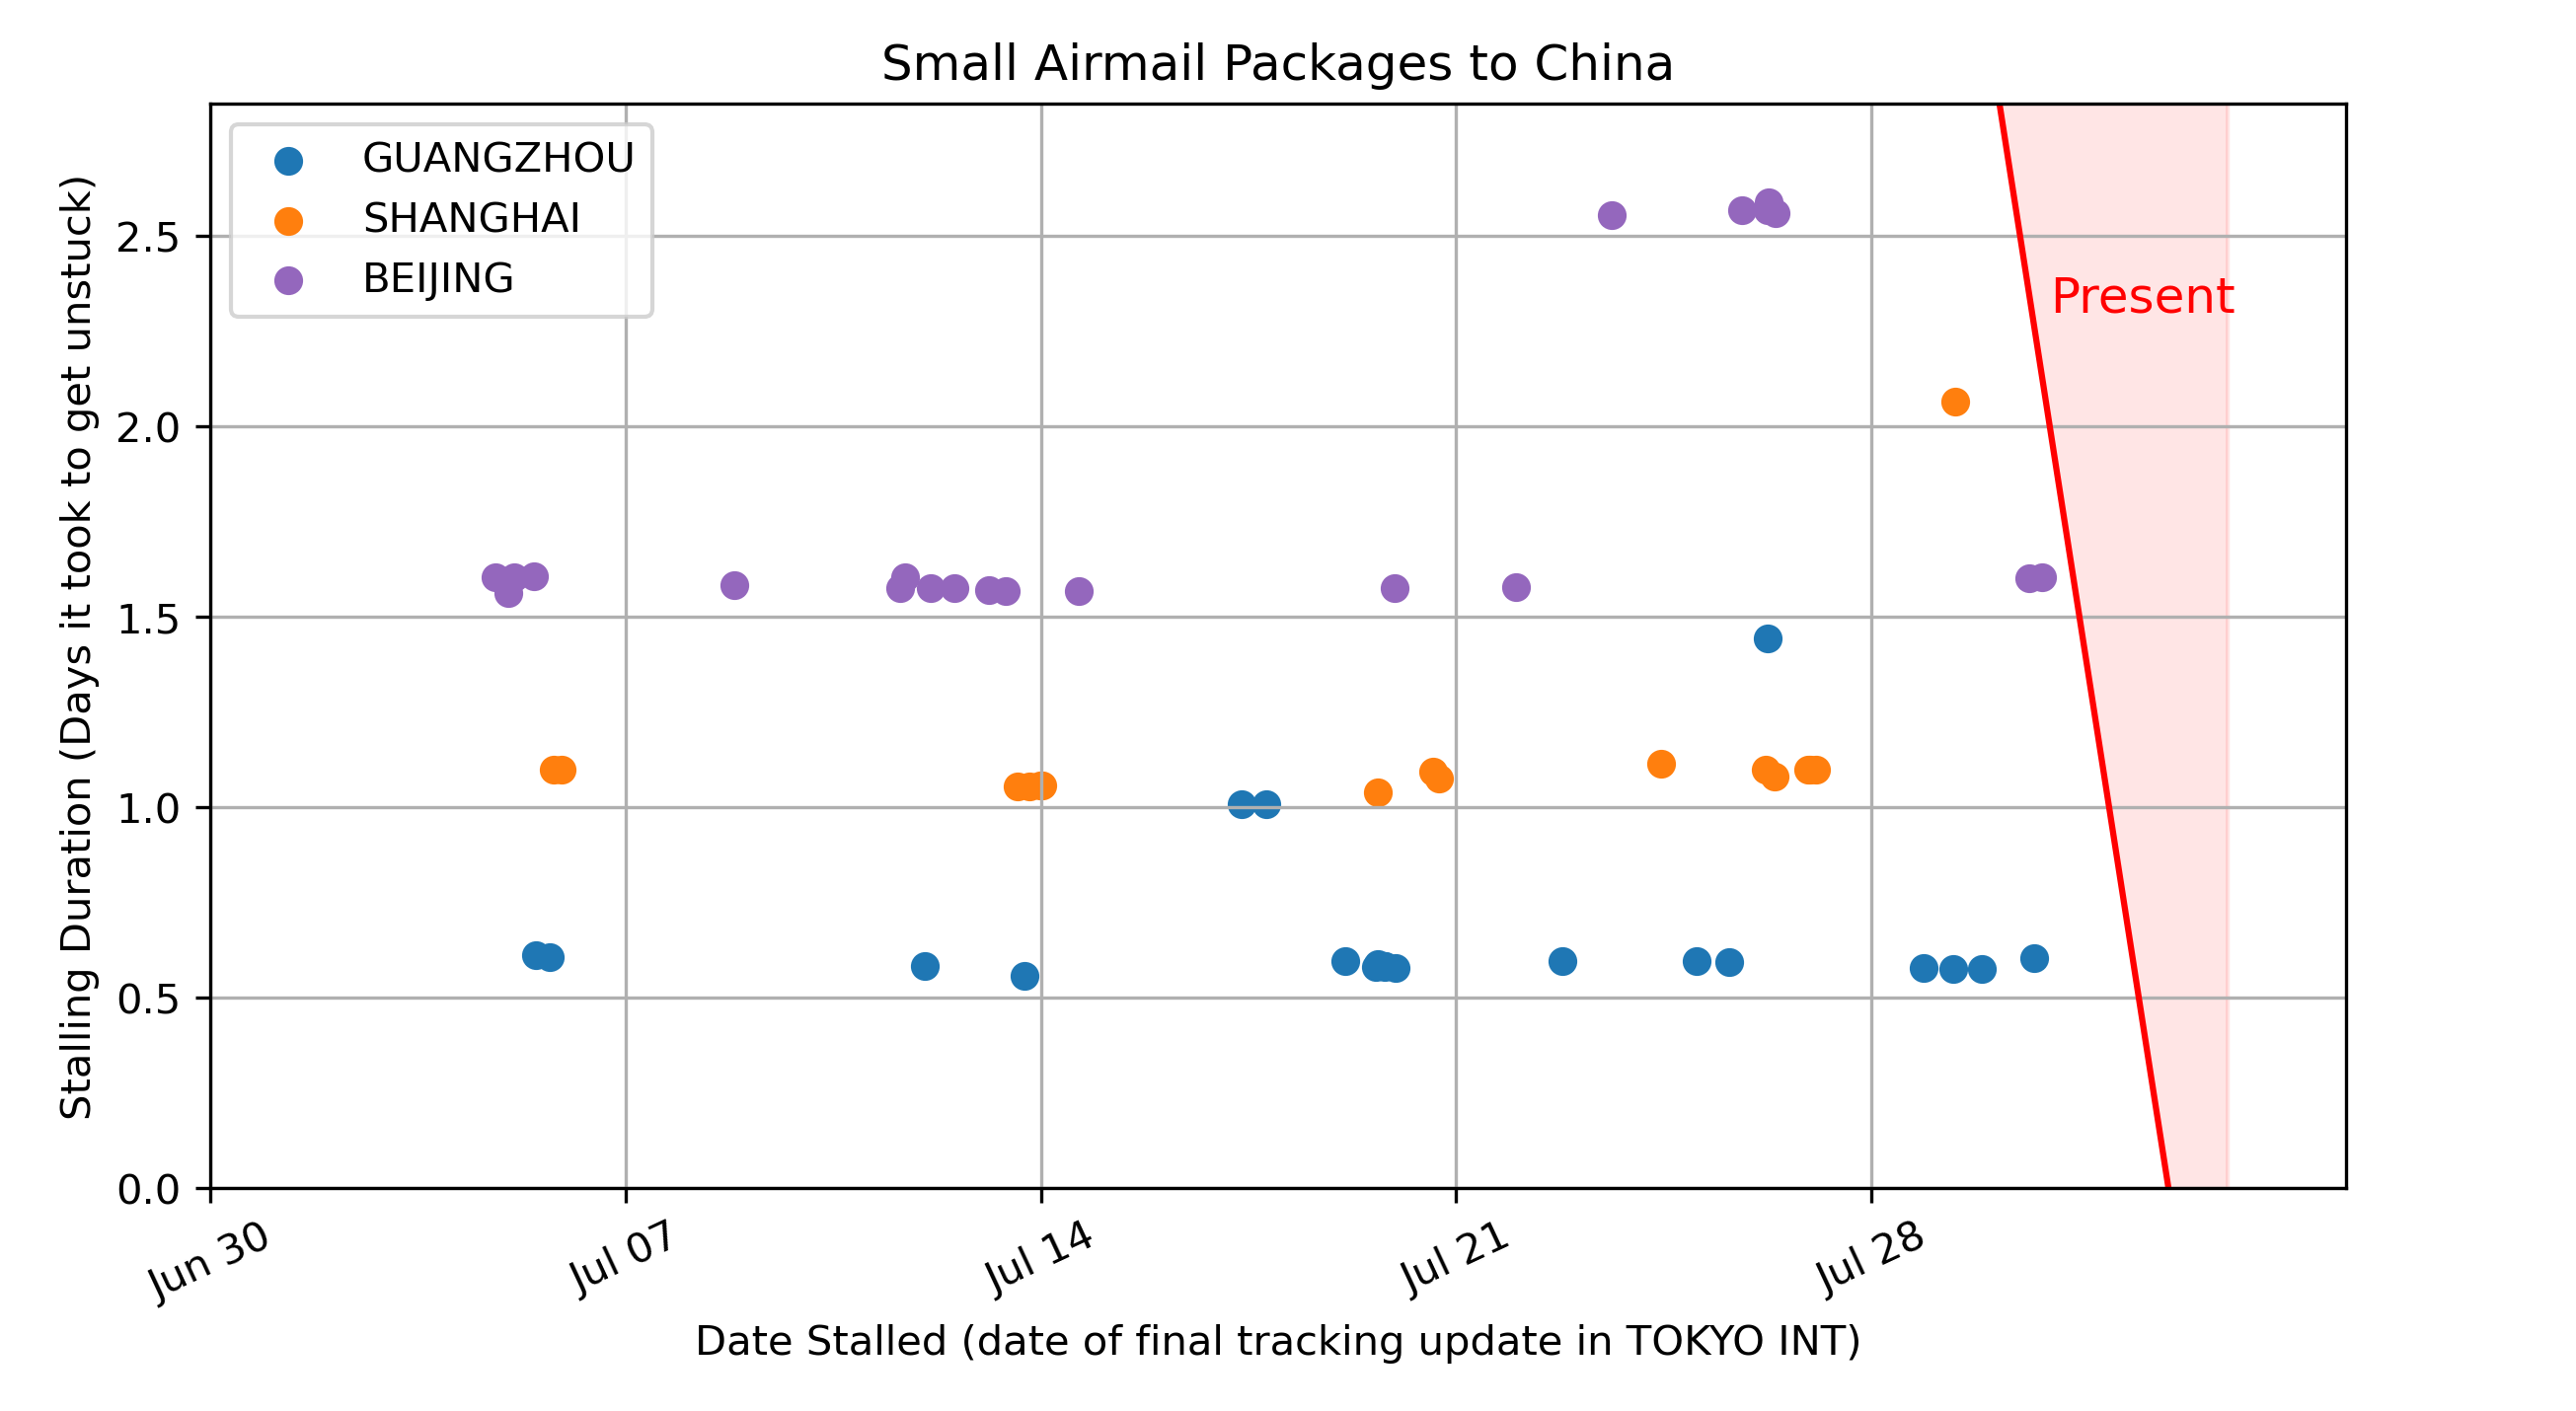 Small Airmail Packages to China
GUANGZHOU
SHANGHAI
BEIJING
Present
Stalling Duration (Days it took to get unstuck)
2.5
2.0
1.5
1.0
0.5
0.0
Jun 30
Jul 07
Jul 14
Jul 21
Jul 28
Date Stalled (date of final tracking update in TOKYO INT)